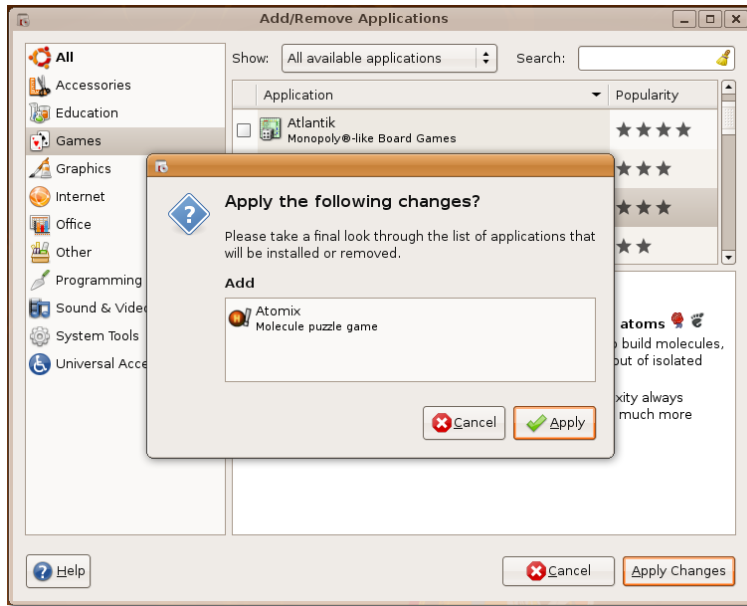 Add/Remove Applications
All
Accessories
Education
Games
Graphics
Internet
Office
Other
Programming
Sound & Video
System Tools
Universal Acce
Show: All available applications Search:
Application Popularity
Atlantik
Monopoly®-like Board Games
Apply the following changes?
Please take a final look through the list of applications that
will be installed or removed.
Add
Atomix
Molecule puzzle game
Cancel Apply
atoms
build molecules,
out of isolated
xity always
much more
Help Cancel Apply Changes